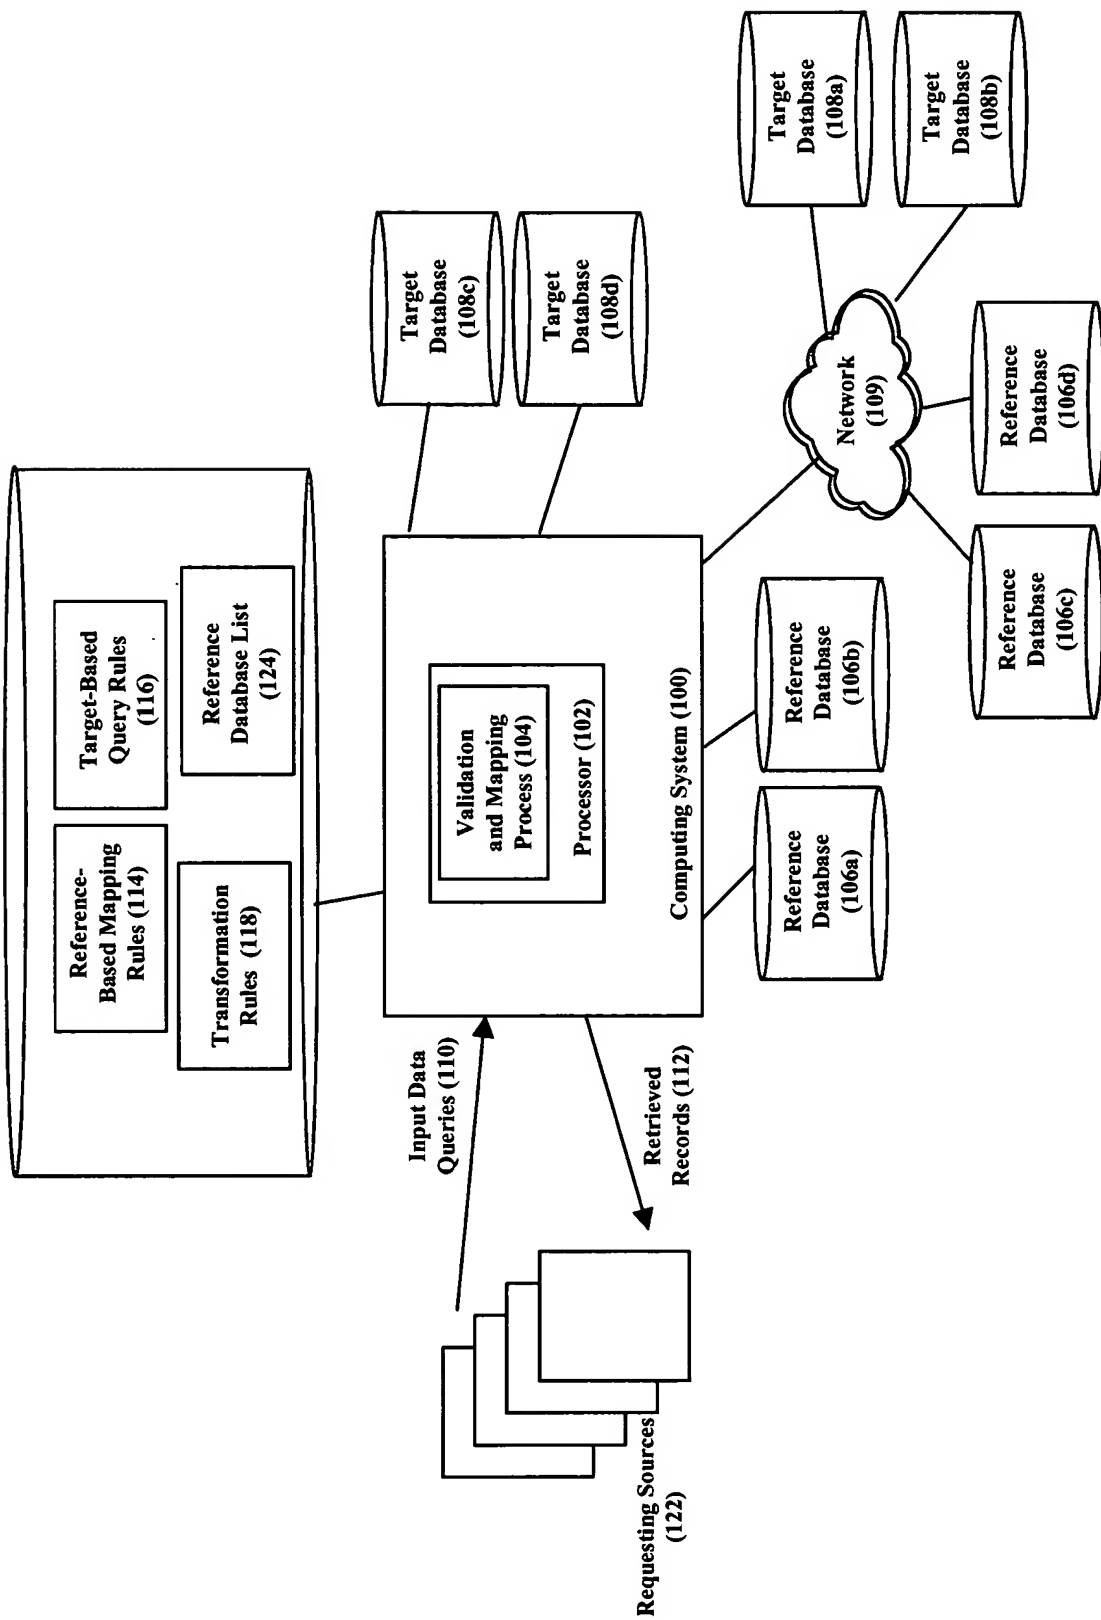 Reference-
Based Mapping
Rules (114)
Target-Based
Query Rules
(116)
Transformation
Rules (118)
Reference
Database List
(124)
Input Data
Queries (110)
Retrieved
Records (112)
Requesting Sources
(122)
Validation
and Mapping
Process (104)
Processor (102)
Computing System (100)
Target
Database
(108c)
Target
Database
(108d)
Reference
Database
(106a)
Reference
Database
(106b)
Network
(109)
Target
Database
(108a)
Target
Database
(108b)
Reference
Database
(106c)
Reference
Database
(106d)